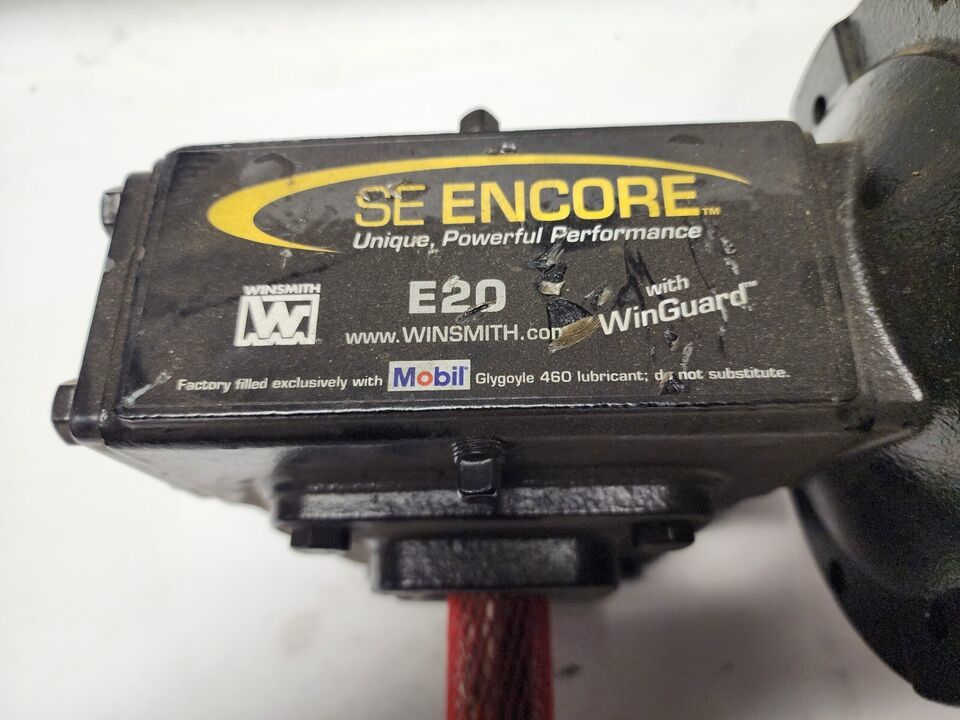 SE ENCORE™
Unique, Powerful Performance
WINSMITH
W
E20
with
WinGuard™
www.WINSMITH.com
Factory filled exclusively with Mobil Glygoyle 460 lubricant; do not substitute.